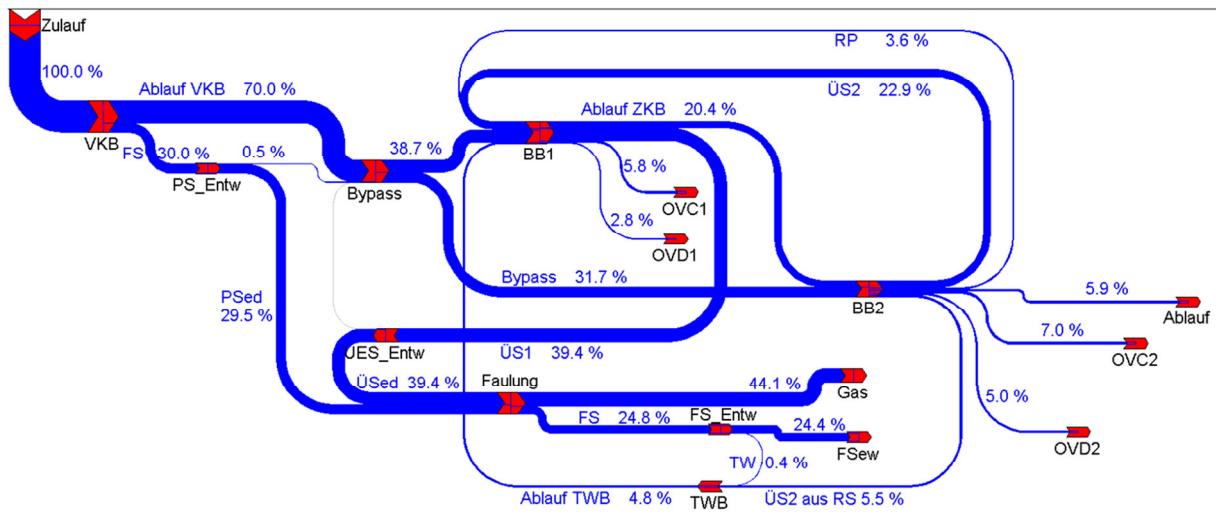 Zulauf
RP 3.6 %
100.0 %
Ablauf VKB 70.0 %
ÜS2
22.9 %
Ablauf ZKB 20.4 %
VKB
FS 30.0 %
0.5 %
38.7 %
BB1
PS_Entw
Bypass
5.8 %
OVC1
2.8 %
OVD1
Bypass 31.7 %
BB2
5.9 %
Ablauf
PSed
29.5 %
7.0 %
OVC2
UES_Entw
ÜS1 39.4 %
ÜSed 39.4 %
Faulung
44.1 %
Gas
5.0 %
FS 24.8 %
FS_Entw
24.4 %
FSew
OVD2
TW 0.4 %
Ablauf TWB 4.8 %
TWB
ÜS2 aus RS 5.5 %